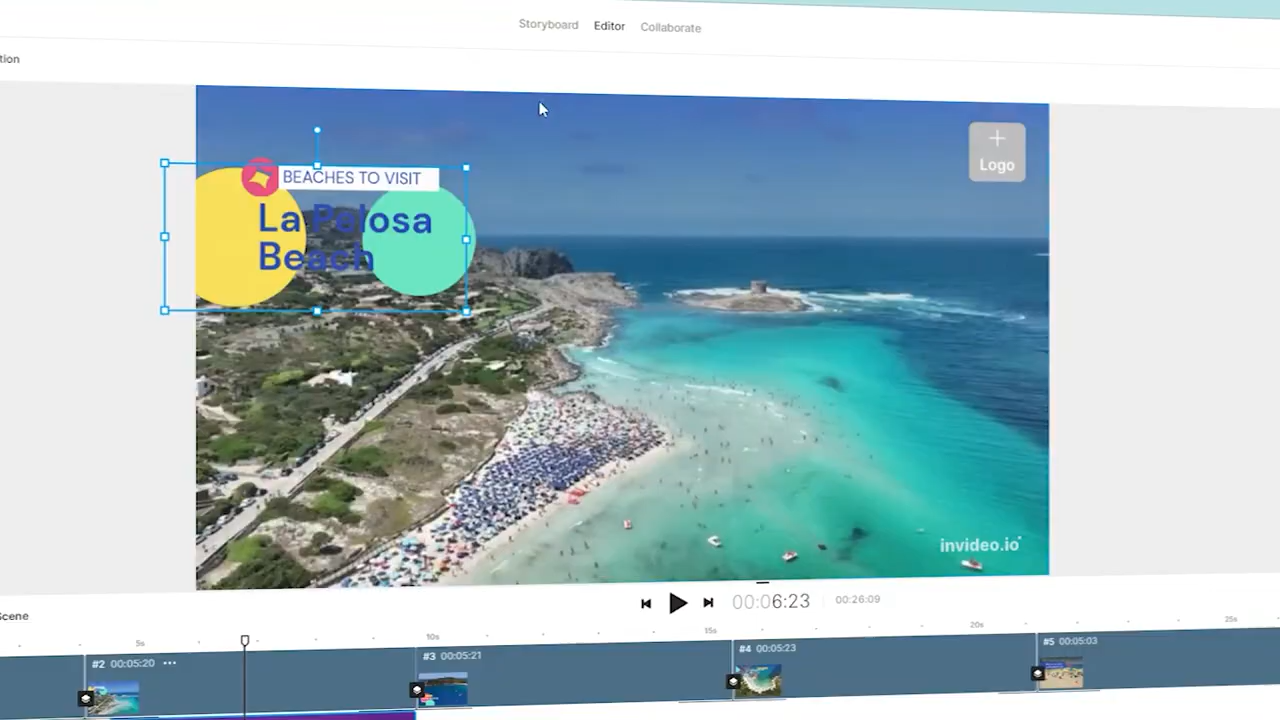 Storyboard Editor Collaborate
tion
Logo
BEACHES TO VISIT
La Pelosa
Beach
invideo.io
00:06:23 00:26:09
Scene
5s 10s 15s 20s 25s
#2 00:05:20 #3 00:05:21 #4 00:05:23 #5 00:05:03